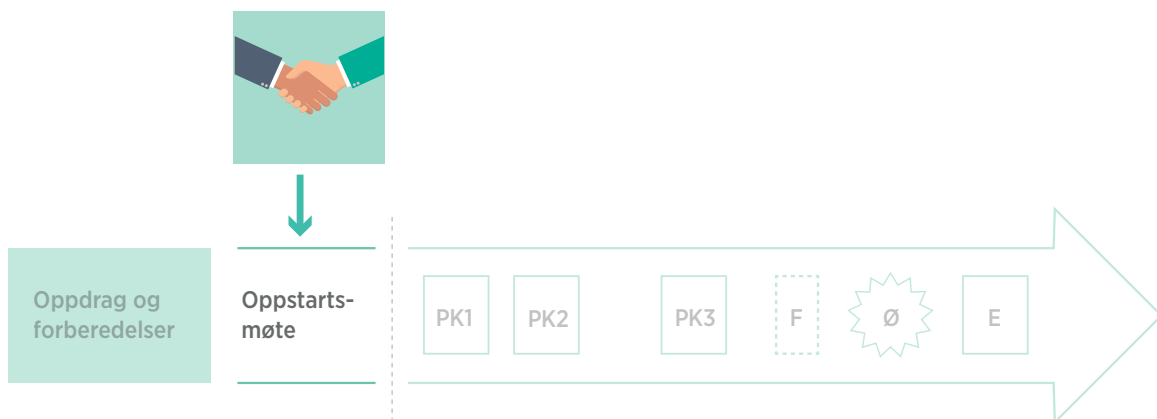 Oppdrag og
forberedelser
Oppstarts-
møte
PK1
PK2
PK3
F
Ø
E